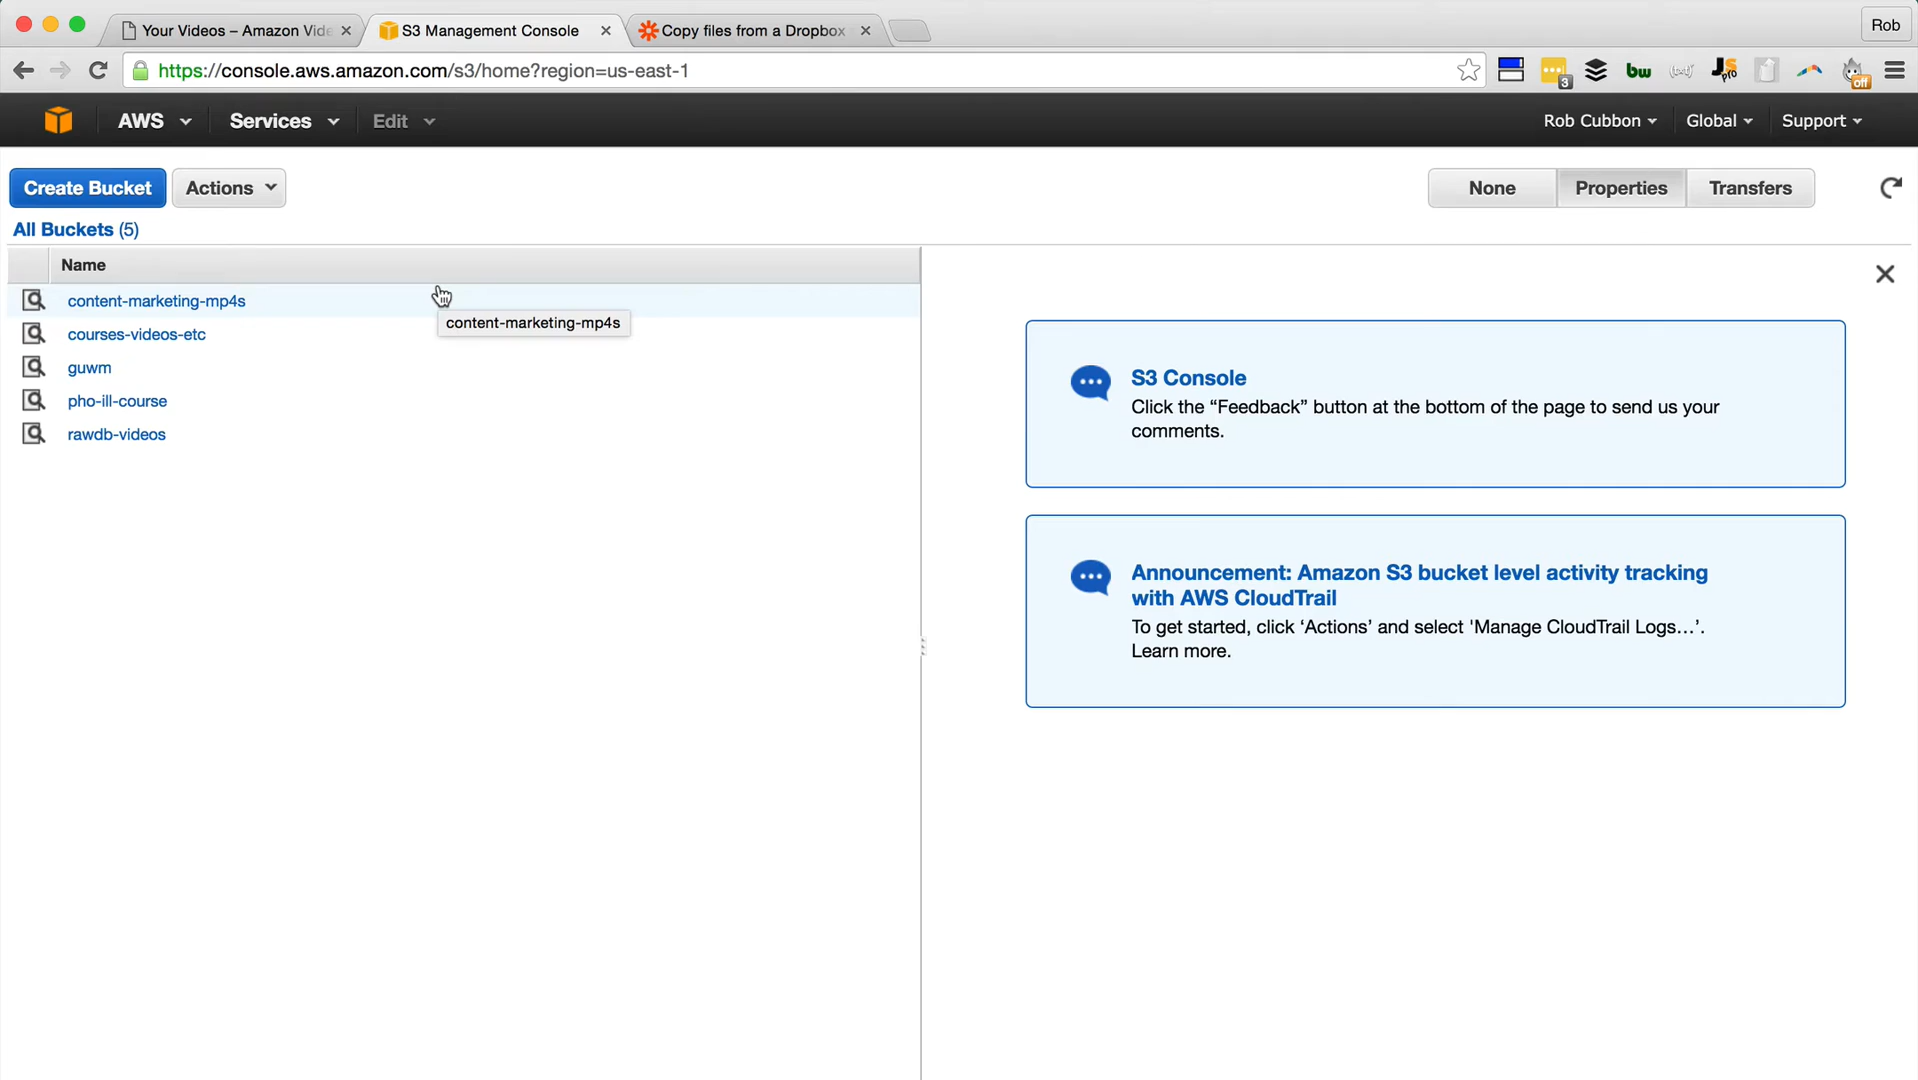 Your Videos – Amazon Vide
S3 Management Console
Copy files from a Dropbox
Rob
https://console.aws.amazon.com/s3/home?region=us-east-1
3
bw
pro
off
AWS
Services
Edit
Rob Cubbon
Global
Support
Create Bucket
Actions
None
Properties
Transfers
All Buckets (5)
Name
content-marketing-mp4s
content-marketing-mp4s
courses-videos-etc
guwm
pho-ill-course
rawdb-videos
S3 Console
Click the “Feedback” button at the bottom of the page to send us your
comments.
Announcement: Amazon S3 bucket level activity tracking
with AWS CloudTrail
To get started, click ‘Actions’ and select 'Manage CloudTrail Logs…’.
Learn more.